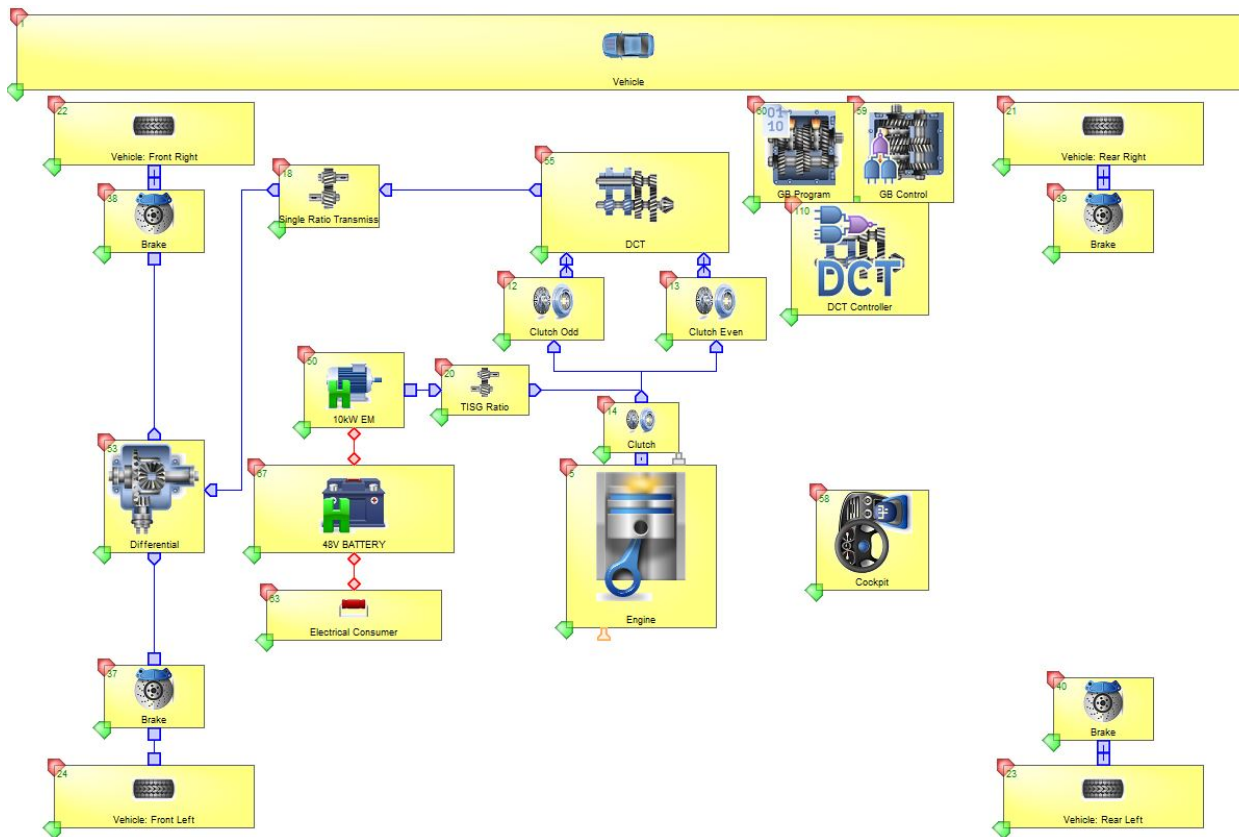 1
Vehicle
22
Vehicle: Front Right
60
01
10
GB Program
59
GB Control
21
Vehicle: Rear Right
18
Single Ratio Transmiss
55
DCT
38
Brake
39
Brake
110
DCT
DCT Controller
12
Clutch Odd
13
Clutch Even
50
H
10kW EM
20
TISG Ratio
14
Clutch
53
Differential
67
H
48V BATTERY
5
Engine
58
Cockpit
63
Electrical Consumer
37
Brake
40
Brake
24
Vehicle: Front Left
23
Vehicle: Rear Left